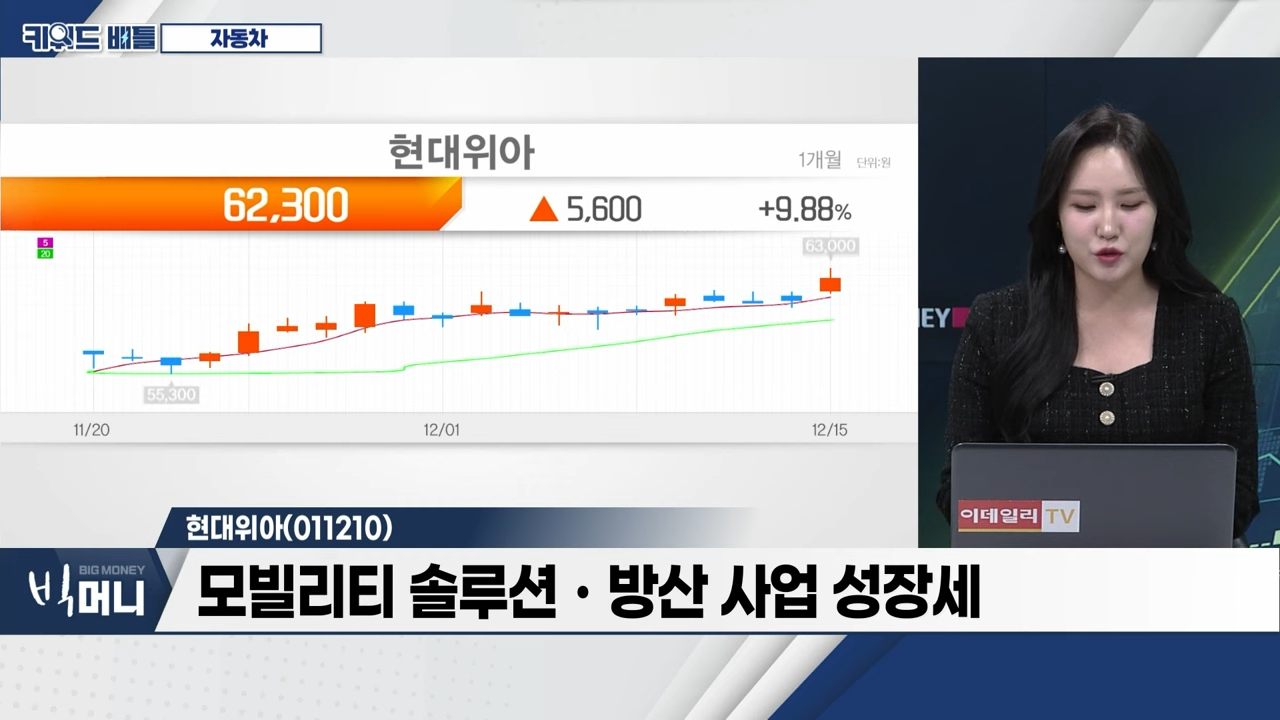 키워드 배틀
자동차
현대위아
1개월 단위:원
62,300 ▲ 5,600 +9.88%
5
20
63,000
55,300
11/20 12/01 12/15
EY
이데일리 TV
현대위아(011210)
BIG MONEY
빅머니
모빌리티 솔루션 · 방산 사업 성장세